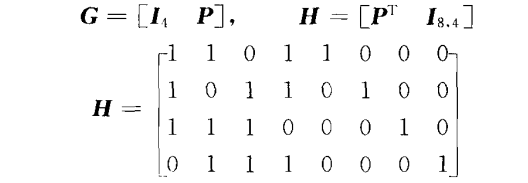 G = [I₄ P], H = [Pᵀ I₈,₄]
1 1 0 1 1 0 0 0
1 0 1 1 0 1 0 0
H =
1 1 1 0 0 0 1 0
0 1 1 1 0 0 0 1